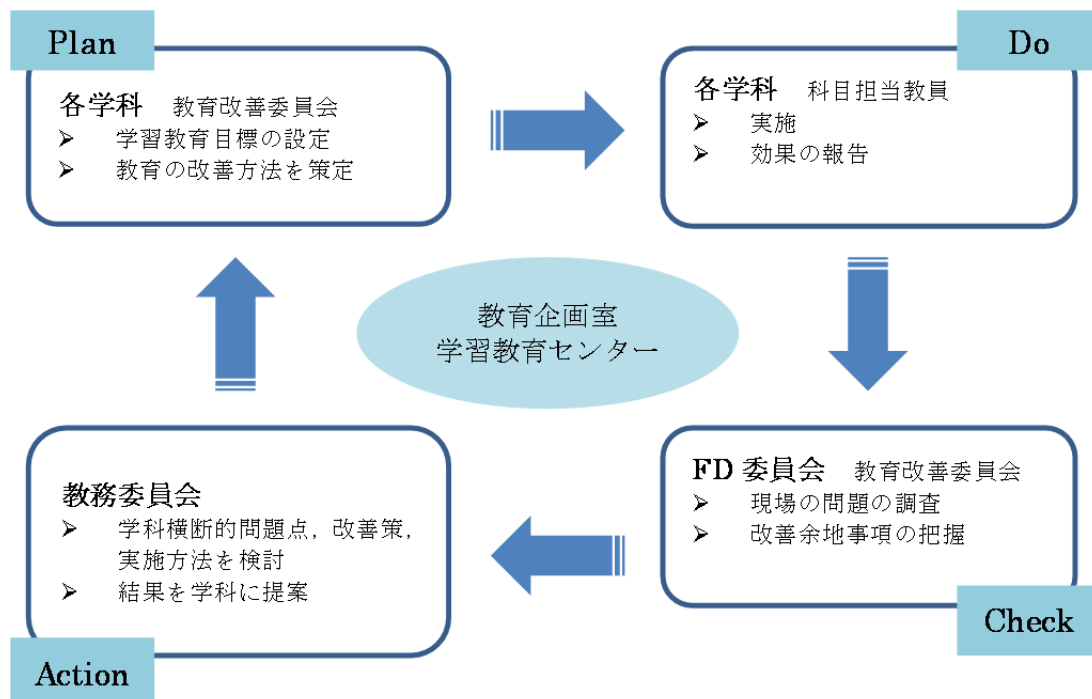 Plan
各学科 教育改善委員会
➢ 学習教育目標の設定
➢ 教育の改善方法を策定
Do
各学科 科目担当教員
➢ 実施
➢ 効果の報告
教育企画室
学習教育センター
FD 委員会 教育改善委員会
➢ 現場の問題の調査
➢ 改善余地事項の把握
Check
教務委員会
➢ 学科横断的問題点，改善策，
実施方法を検討
➢ 結果を学科に提案
Action